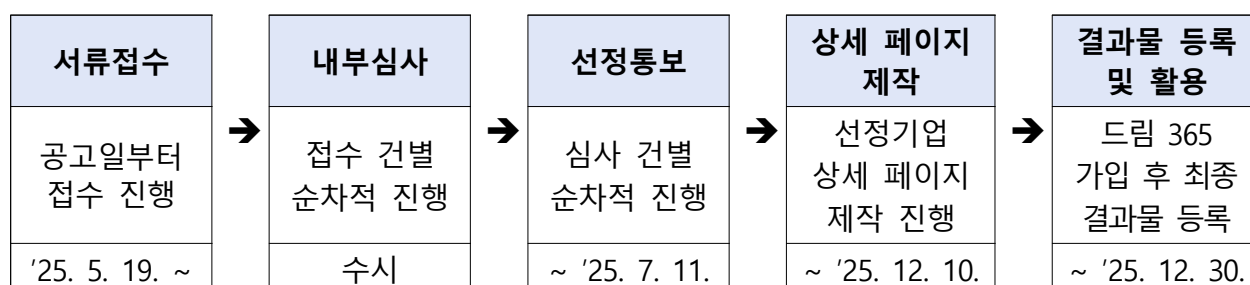 서류접수
공고일부터
접수 진행
'25. 5. 19. ~
➔
내부심사
접수 건별
순차적 진행
수시
➔
선정통보
심사 건별
순차적 진행
~ '25. 7. 11.
➔
상세 페이지
제작
선정기업
상세 페이지
제작 진행
~ '25. 12. 10.
➔
결과물 등록
및 활용
드림 365
가입 후 최종
결과물 등록
~ '25. 12. 30.